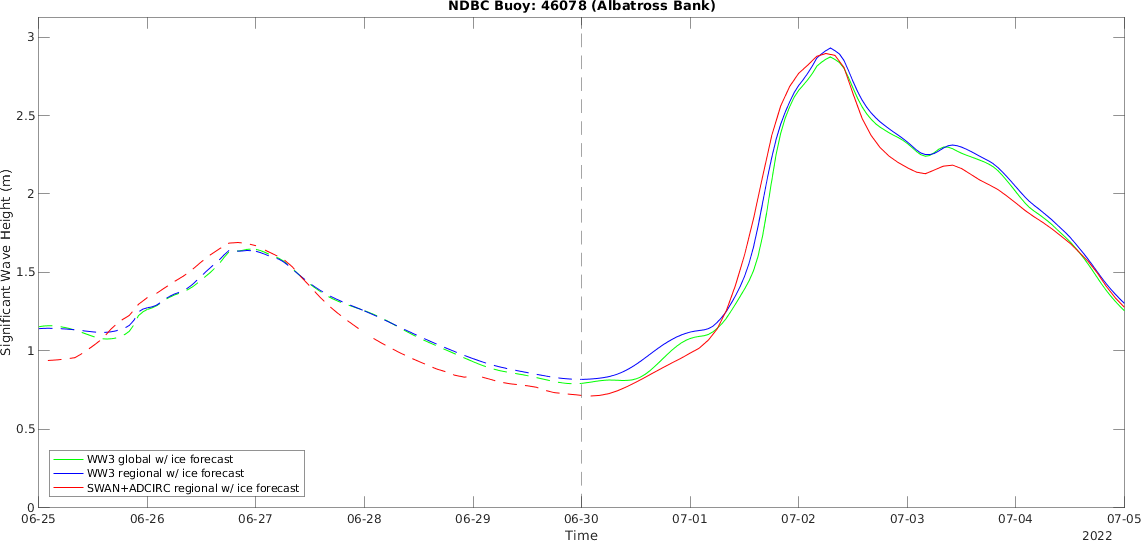 NDBC Buoy: 46078 (Albatross Bank)
3
2.5
2
1.5
1
0.5
0
Significant Wave Height (m)
WW3 global w/ ice forecast
WW3 regional w/ ice forecast
SWAN+ADCIRC regional w/ ice forecast
06-25 06-26 06-27 06-28 06-29 06-30 07-01 07-02 07-03 07-04 07-05
Time
2022